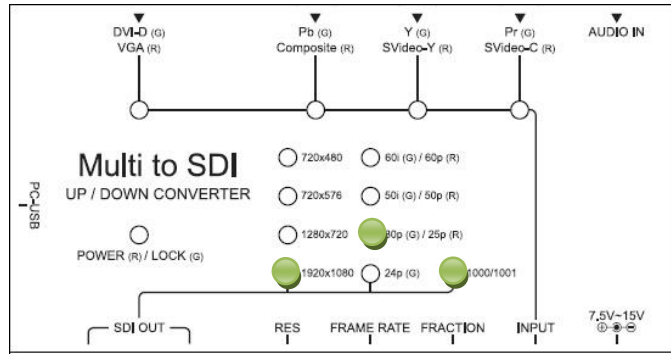 DVI-D (G)
VGA (R)
Pb (G)
Composite (R)
Y (G)
SVideo-Y (R)
Pr (G)
SVideo-C (R)
AUDIO IN
Multi to SDI
UP / DOWN CONVERTER
PC-USB
POWER (R) / LOCK (G)
720x480
60i (G) / 60p (R)
720x576
50i (G) / 50p (R)
1280x720
30p (G) / 25p (R)
1920x1080
24p (G)
1000/1001
SDI OUT
RES
FRAME RATE
FRACTION
INPUT
7.5V~15V